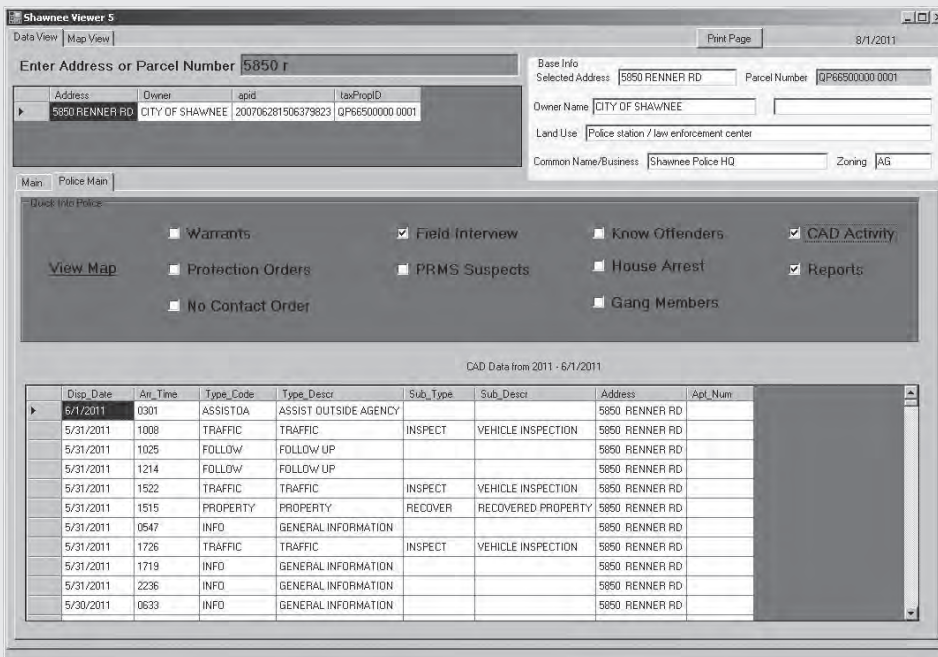 Shawnee Viewer 5
Data View Map View Print Page 8/1/2011
Enter Address or Parcel Number 5850 r
Base Info
Selected Address 5850 RENNER RD Parcel Number QP66500000 0001
Address Owner apid taxPropID
5850 RENNER RD CITY OF SHAWNEE 200706281506379823 QP66500000 0001
Owner Name CITY OF SHAWNEE
Land Use Police station / law enforcement center
Common Name/Business Shawnee Police HQ Zoning AG
Main Police Main
Quick Info Police
Warrants Field Interview Know Offenders CAD Activity
View Map Protection Orders PRMS Suspects House Arrest Reports
No Contact Order Gang Members
CAD Data from 2011 - 6/1/2011
Disp_Date Arr_Time Type_Code Type_Descr Sub_Type Sub_Descr Address Apt_Num
6/1/2011 0301 ASSISTOA ASSIST OUTSIDE AGENCY 5850 RENNER RD
5/31/2011 1008 TRAFFIC TRAFFIC INSPECT VEHICLE INSPECTION 5850 RENNER RD
5/31/2011 1025 FOLLOW FOLLOW UP 5850 RENNER RD
5/31/2011 1214 FOLLOW FOLLOW UP 5850 RENNER RD
5/31/2011 1522 TRAFFIC TRAFFIC INSPECT VEHICLE INSPECTION 5850 RENNER RD
5/31/2011 1515 PROPERTY PROPERTY RECOVER RECOVERED PROPERTY 5850 RENNER RD
5/31/2011 0547 INFO GENERAL INFORMATION 5850 RENNER RD
5/31/2011 1726 TRAFFIC TRAFFIC INSPECT VEHICLE INSPECTION 5850 RENNER RD
5/31/2011 1719 INFO GENERAL INFORMATION 5850 RENNER RD
5/31/2011 2236 INFO GENERAL INFORMATION 5850 RENNER RD
5/30/2011 0633 INFO GENERAL INFORMATION 5850 RENNER RD